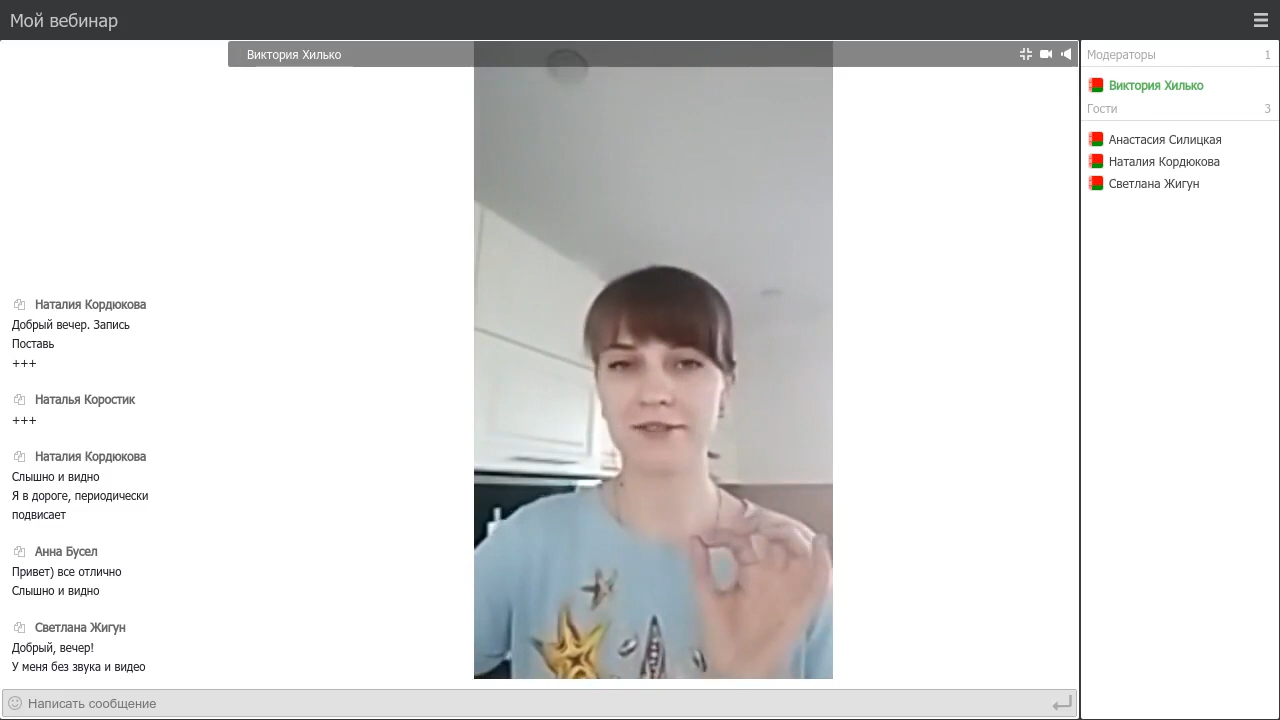 Мой вебинар
Виктория Хилько
Наталия Кордюкова
Добрый вечер. Запись
Поставь
+++
Наталья Коростик
+++
Наталия Кордюкова
Слышно и видно
Я в дороге, периодически
подвисает
Анна Бусел
Привет) все отлично
Слышно и видно
Светлана Жигун
Добрый, вечер!
У меня без звука и видео
Написать сообщение
Модераторы 1
Виктория Хилько
Гости 3
Анастасия Силицкая
Наталия Кордюкова
Светлана Жигун